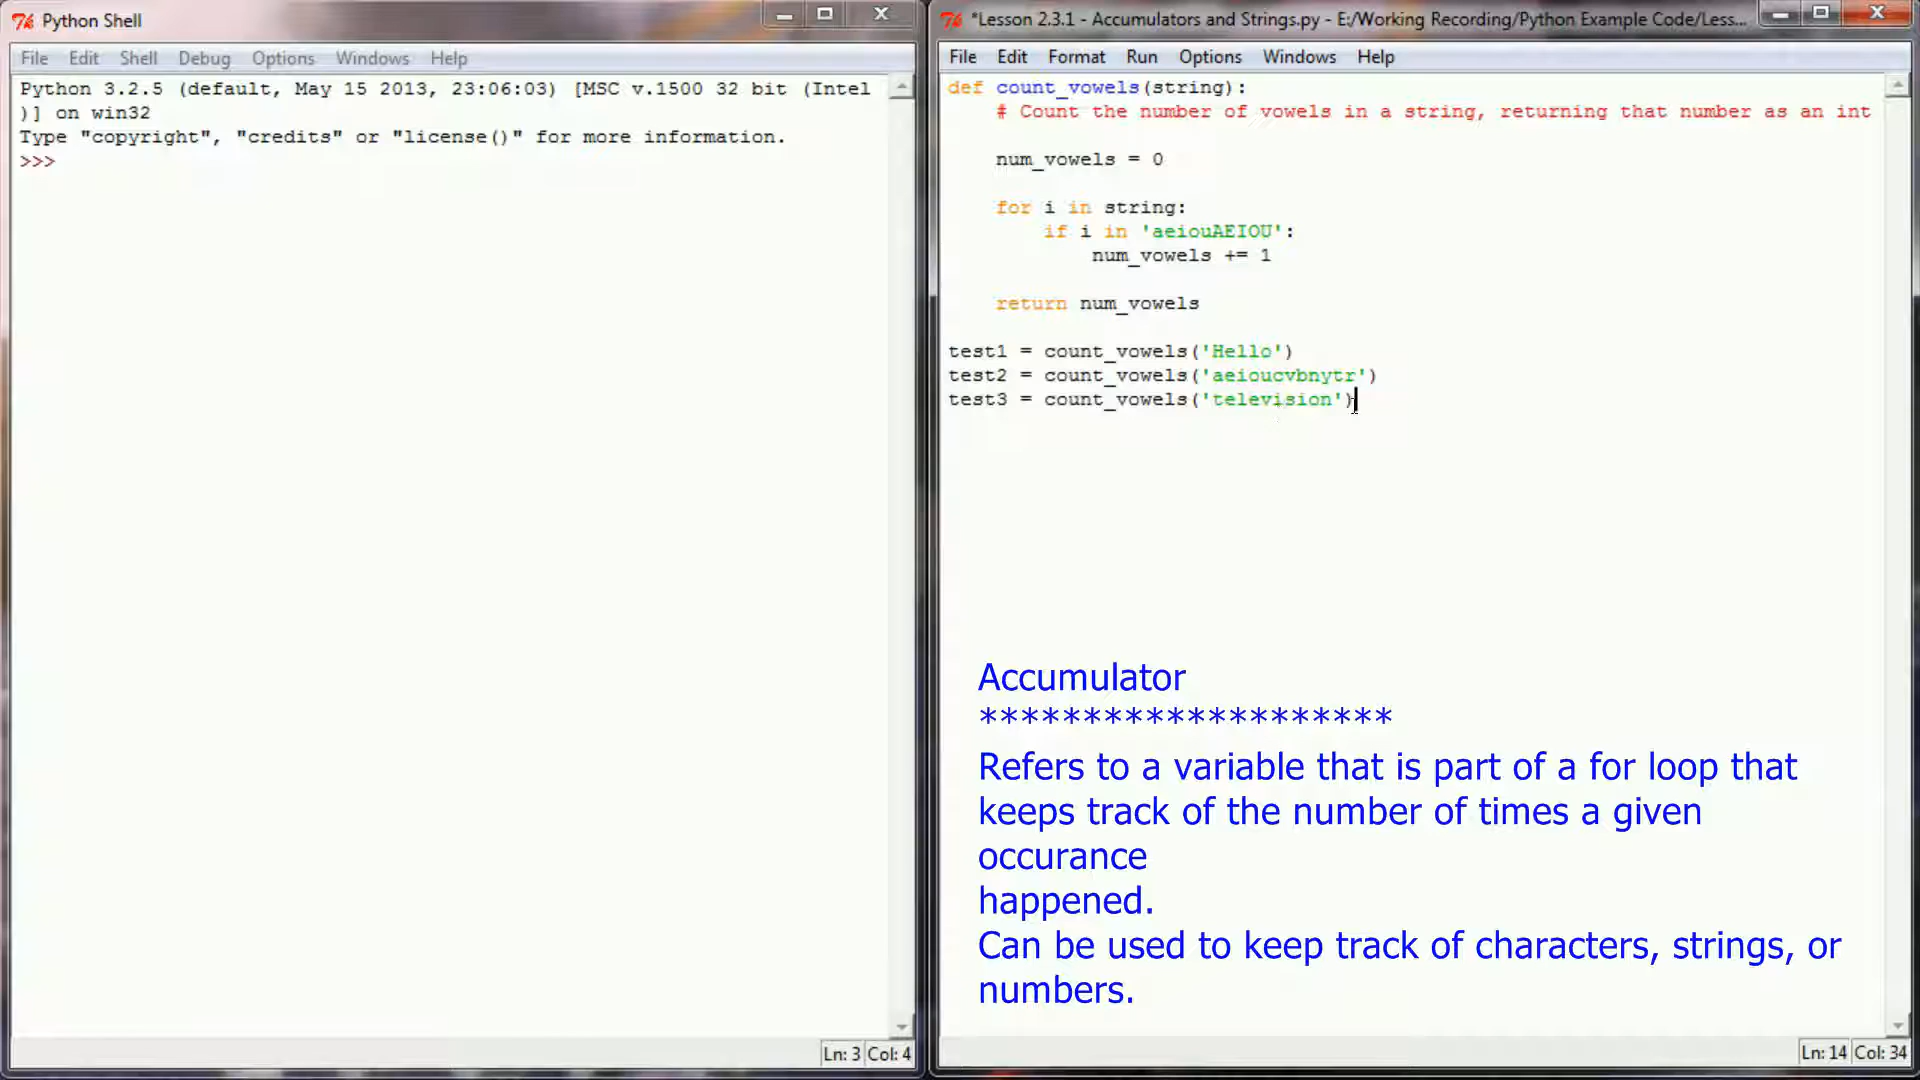 Python Shell
File Edit Shell Debug Options Windows Help
Python 3.2.5 (default, May 15 2013, 23:06:03) [MSC v.1500 32 bit (Intel
)] on win32
Type "copyright", "credits" or "license()" for more information.
>>>
Ln: 3 Col: 4
*Lesson 2.3.1 - Accumulators and Strings.py - E:/Working Recording/Python Example Code/Less...
File Edit Format Run Options Windows Help
def count_vowels(string):
    # Count the number of vowels in a string, returning that number as an int
    num_vowels = 0
    for i in string:
        if i in 'aeiouAEIOU':
            num_vowels += 1
    return num_vowels
test1 = count_vowels('Hello')
test2 = count_vowels('aeioucvbnytr')
test3 = count_vowels('television')
Accumulator
********************
Refers to a variable that is part of a for loop that
keeps track of the number of times a given
occurance
happened.
Can be used to keep track of characters, strings, or
numbers.
Ln: 14 Col: 34